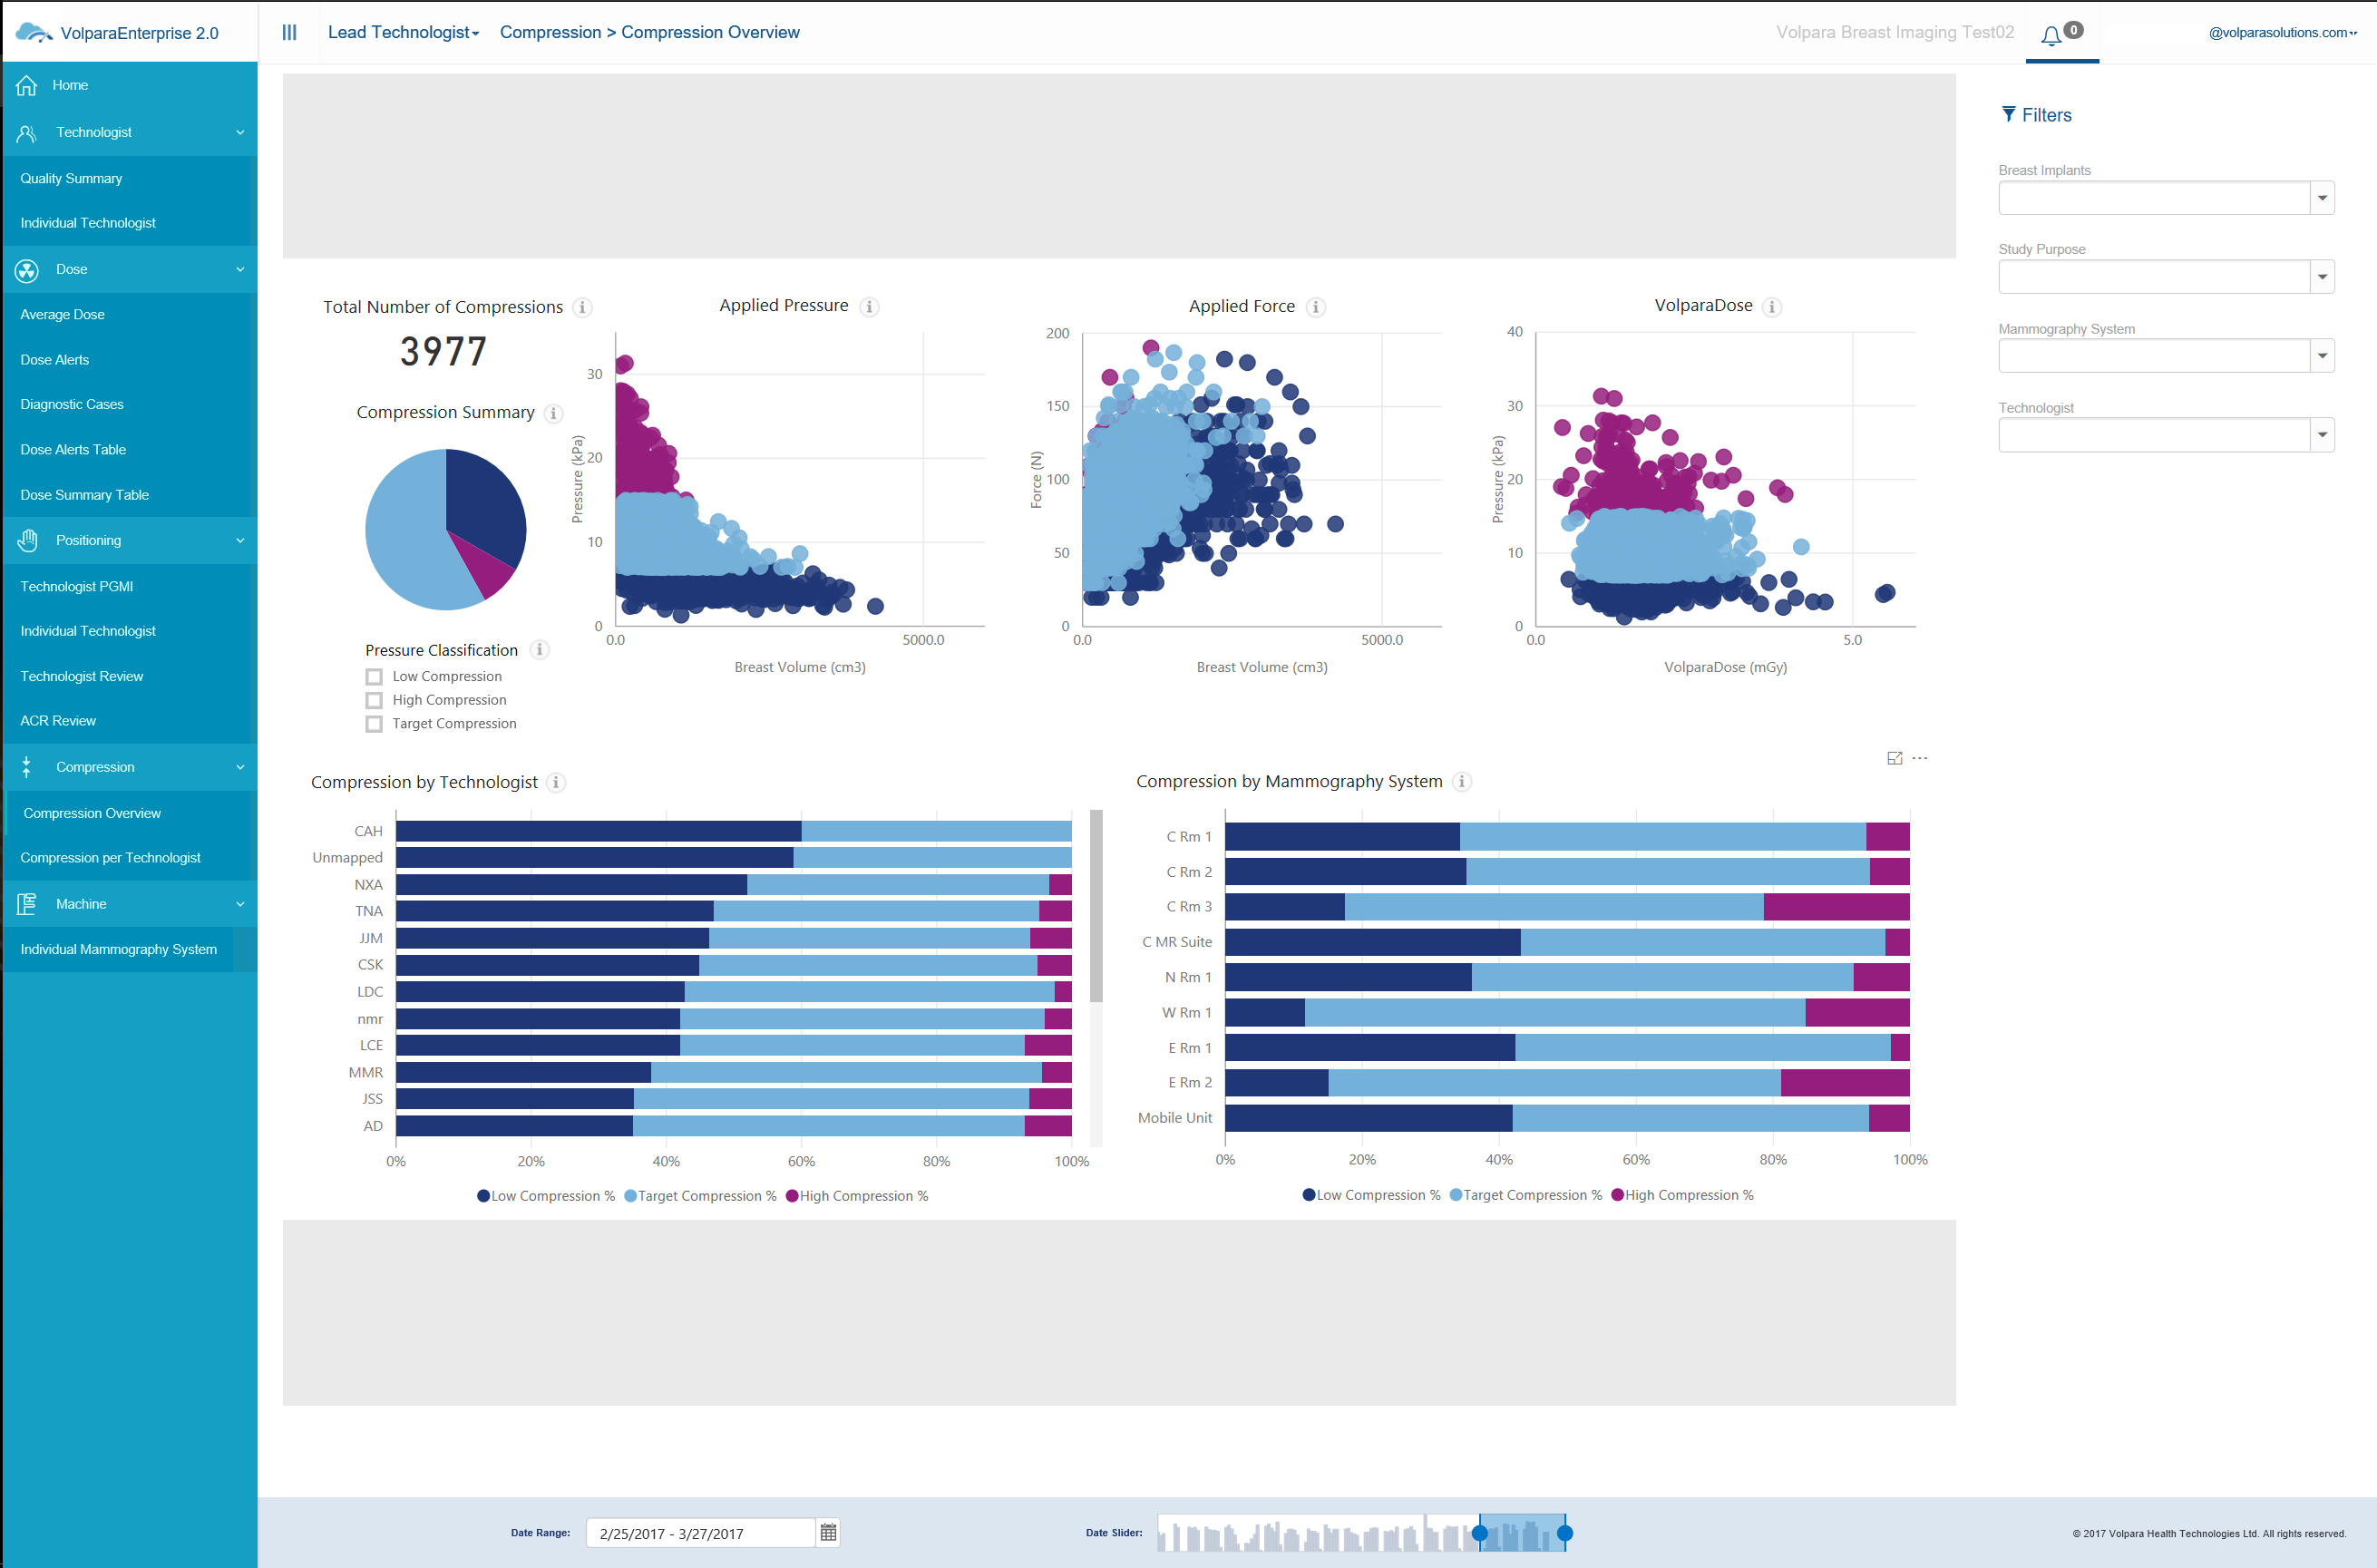 VolparaEnterprise 2.0
Lead Technologist
Compression > Compression Overview
Volpara Breast Imaging Test02
0
@volparasolutions.com
Home
Technologist
Quality Summary
Individual Technologist
Dose
Average Dose
Dose Alerts
Diagnostic Cases
Dose Alerts Table
Dose Summary Table
Positioning
Technologist PGMI
Individual Technologist
Technologist Review
ACR Review
Compression
Compression Overview
Compression per Technologist
Machine
Individual Mammography System
Filters
Breast Implants
Study Purpose
Mammography System
Technologist
Total Number of Compressions i
3977
Compression Summary i
Pressure Classification i
Low Compression
High Compression
Target Compression
Applied Pressure i
Pressure (kPa)
30
20
10
0
0.0 5000.0
Breast Volume (cm3)
Applied Force i
Force (N)
200
150
100
50
0
0.0 5000.0
Breast Volume (cm3)
VolparaDose i
Pressure (kPa)
40
30
20
10
0
0.0 5.0
VolparaDose (mGy)
Compression by Technologist i
CAH
Unmapped
NXA
TNA
JJM
CSK
LDC
nmr
LCE
MMR
JSS
AD
0% 20% 40% 60% 80% 100%
Low Compression % Target Compression % High Compression %
Compression by Mammography System i
C Rm 1
C Rm 2
C Rm 3
C MR Suite
N Rm 1
W Rm 1
E Rm 1
E Rm 2
Mobile Unit
0% 20% 40% 60% 80% 100%
Low Compression % Target Compression % High Compression %
Date Range: 2/25/2017 - 3/27/2017
Date Slider:
© 2017 Volpara Health Technologies Ltd. All rights reserved.